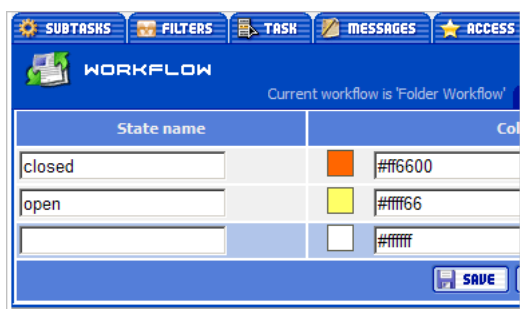 SUBTASKS FILTERS TASK MESSAGES ACCESS
WORKFLOW
Current workflow is 'Folder Workflow'
State name Col
closed #ff6600
open #ffff66
#ffffff
SAVE